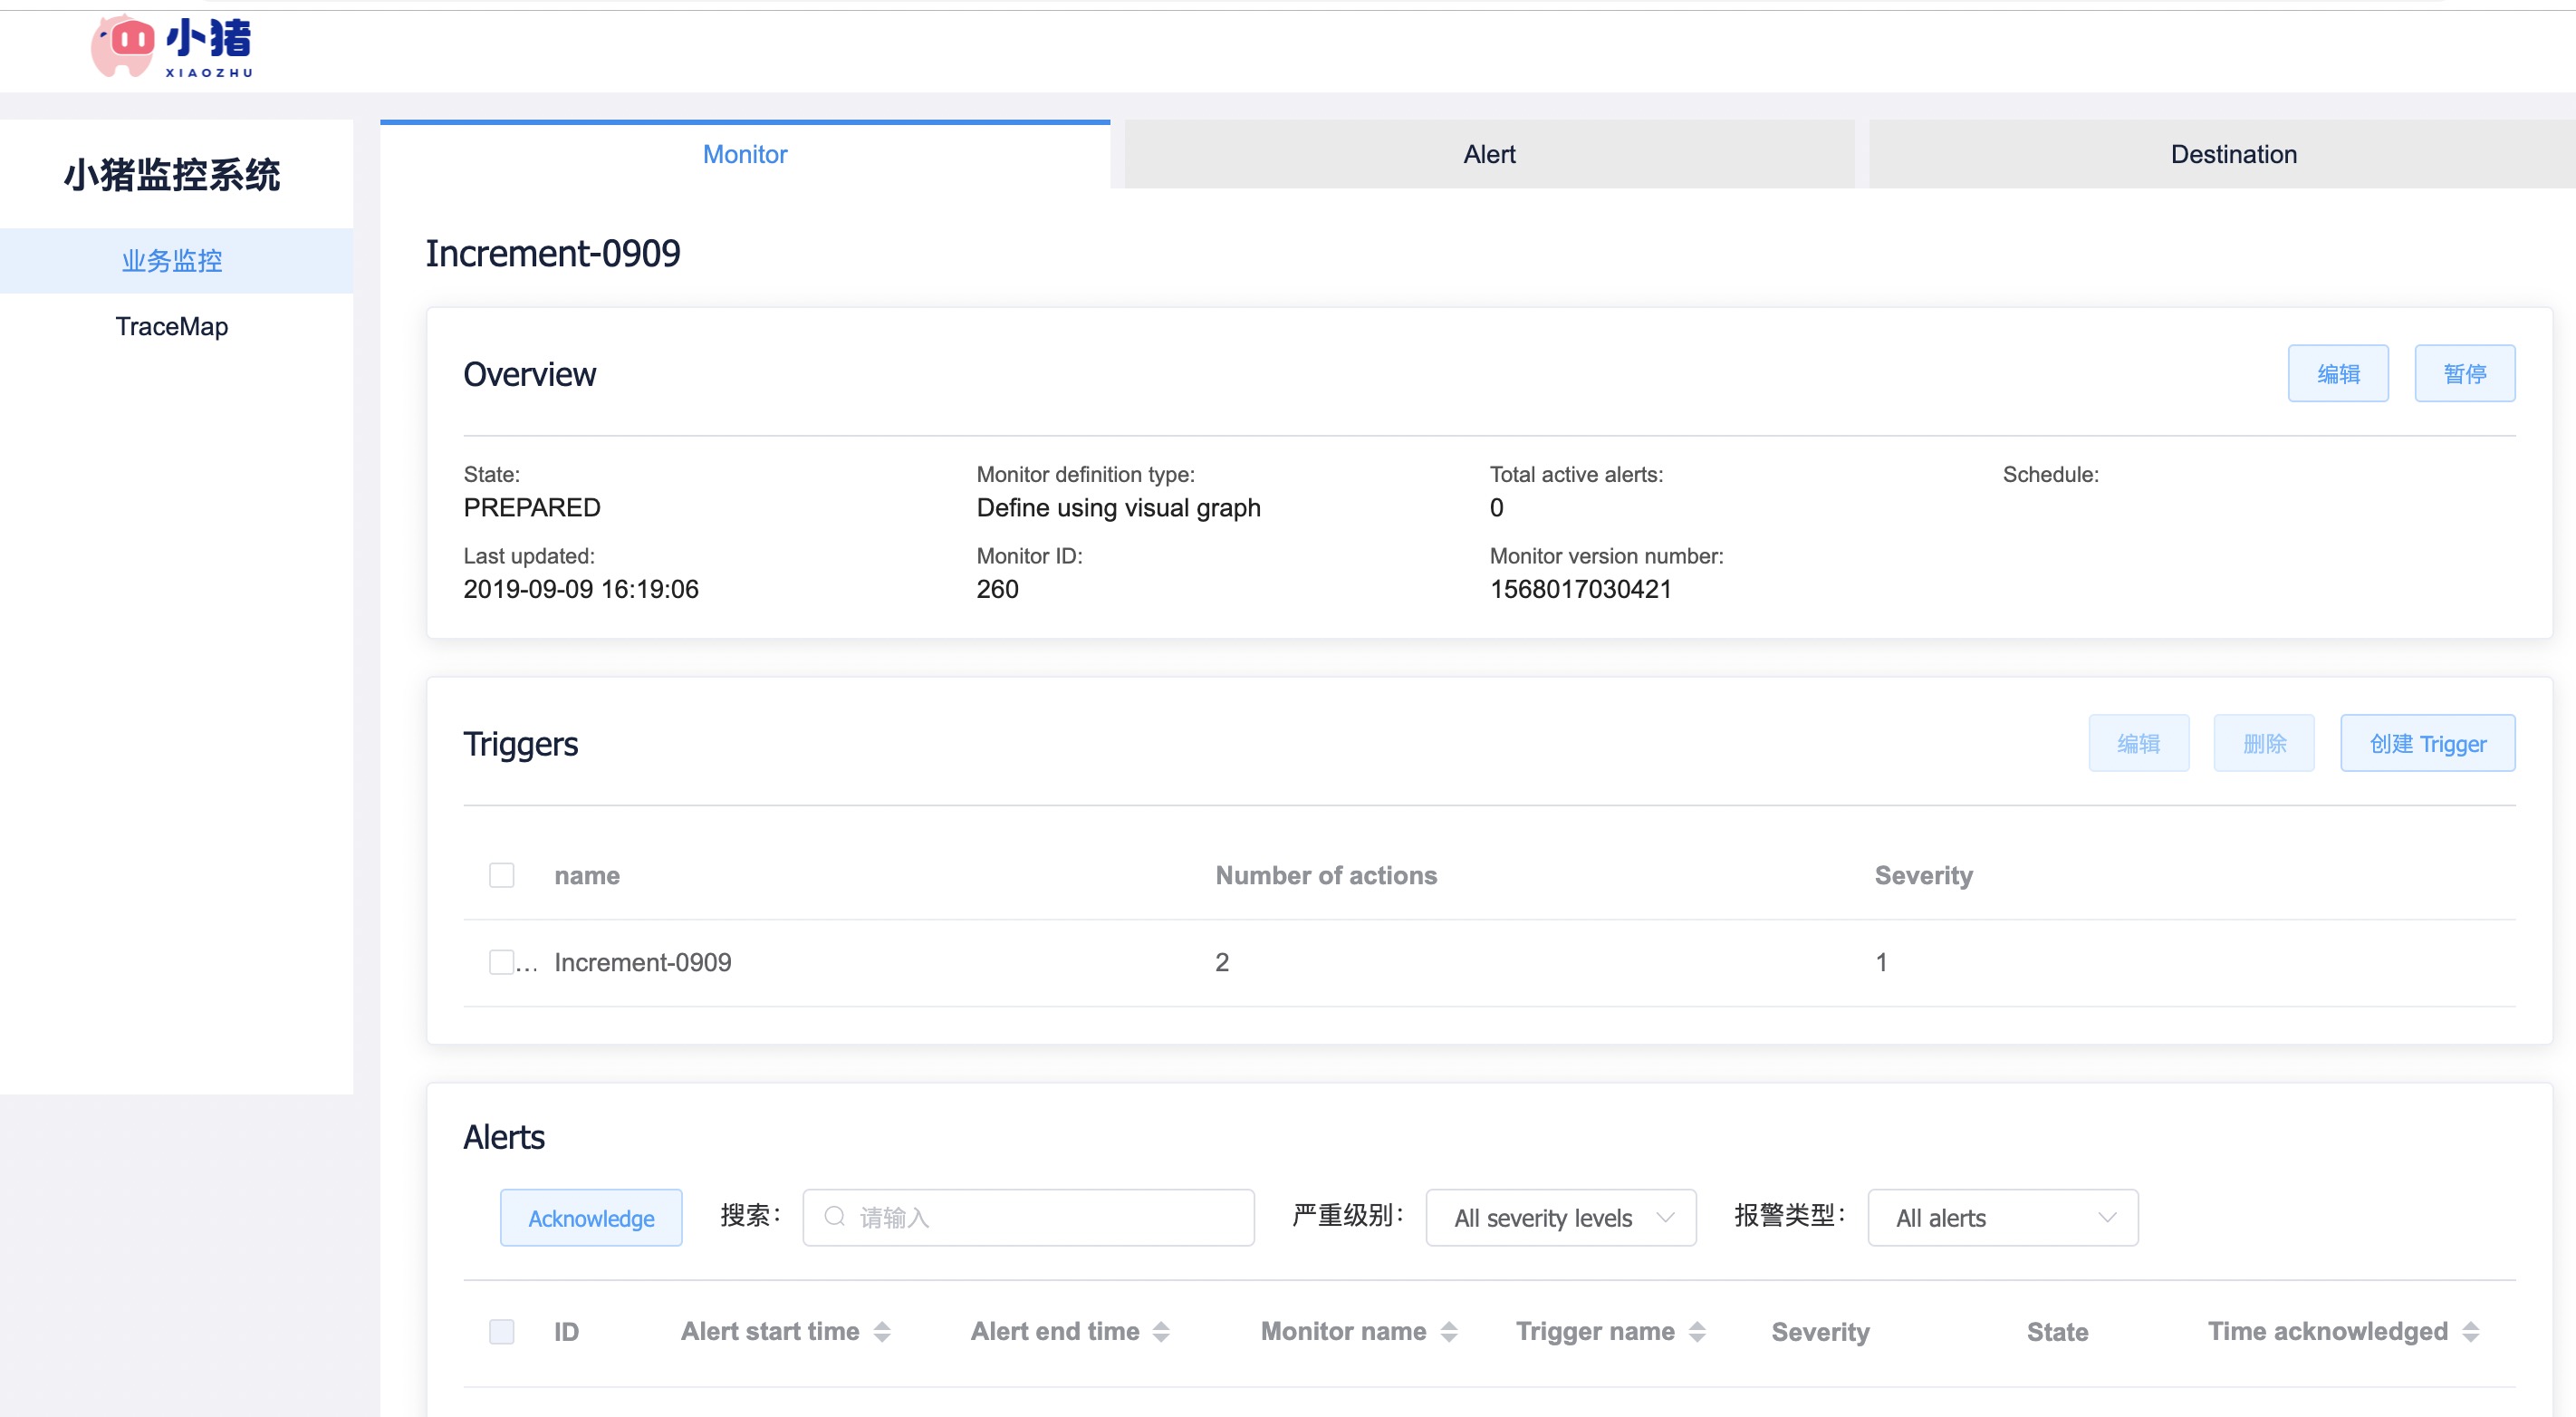 小猪
XIAOZHU
小猪监控系统
业务监控
TraceMap
Monitor Alert Destination
Increment-0909
Overview 编辑 暂停
State: Monitor definition type: Total active alerts: Schedule:
PREPARED Define using visual graph 0
Last updated: Monitor ID: Monitor version number:
2019-09-09 16:19:06 260 1568017030421
Triggers 编辑 删除 创建 Trigger
name Number of actions Severity
... Increment-0909 2 1
Alerts
Acknowledge 搜索： 请输入 严重级别： All severity levels 报警类型： All alerts
ID Alert start time Alert end time Monitor name Trigger name Severity State Time acknowledged